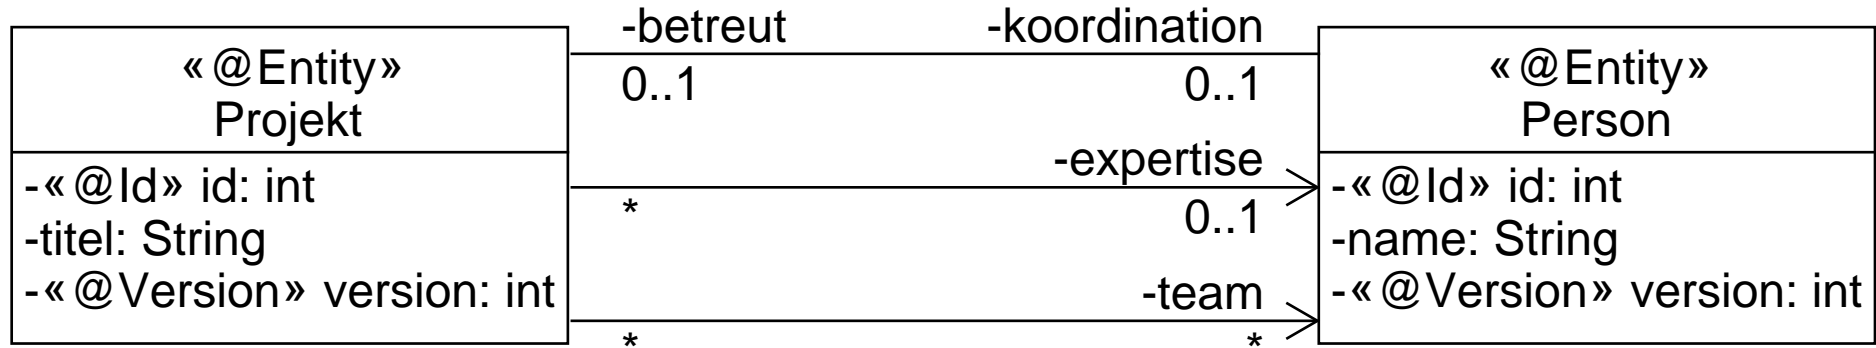 «@Entity»
Projekt
-«@Id» id: int
-titel: String
-«@Version» version: int
-betreut
-koordination
0..1
0..1
-expertise
*
0..1
-team
*
*
«@Entity»
Person
-«@Id» id: int
-name: String
-«@Version» version: int